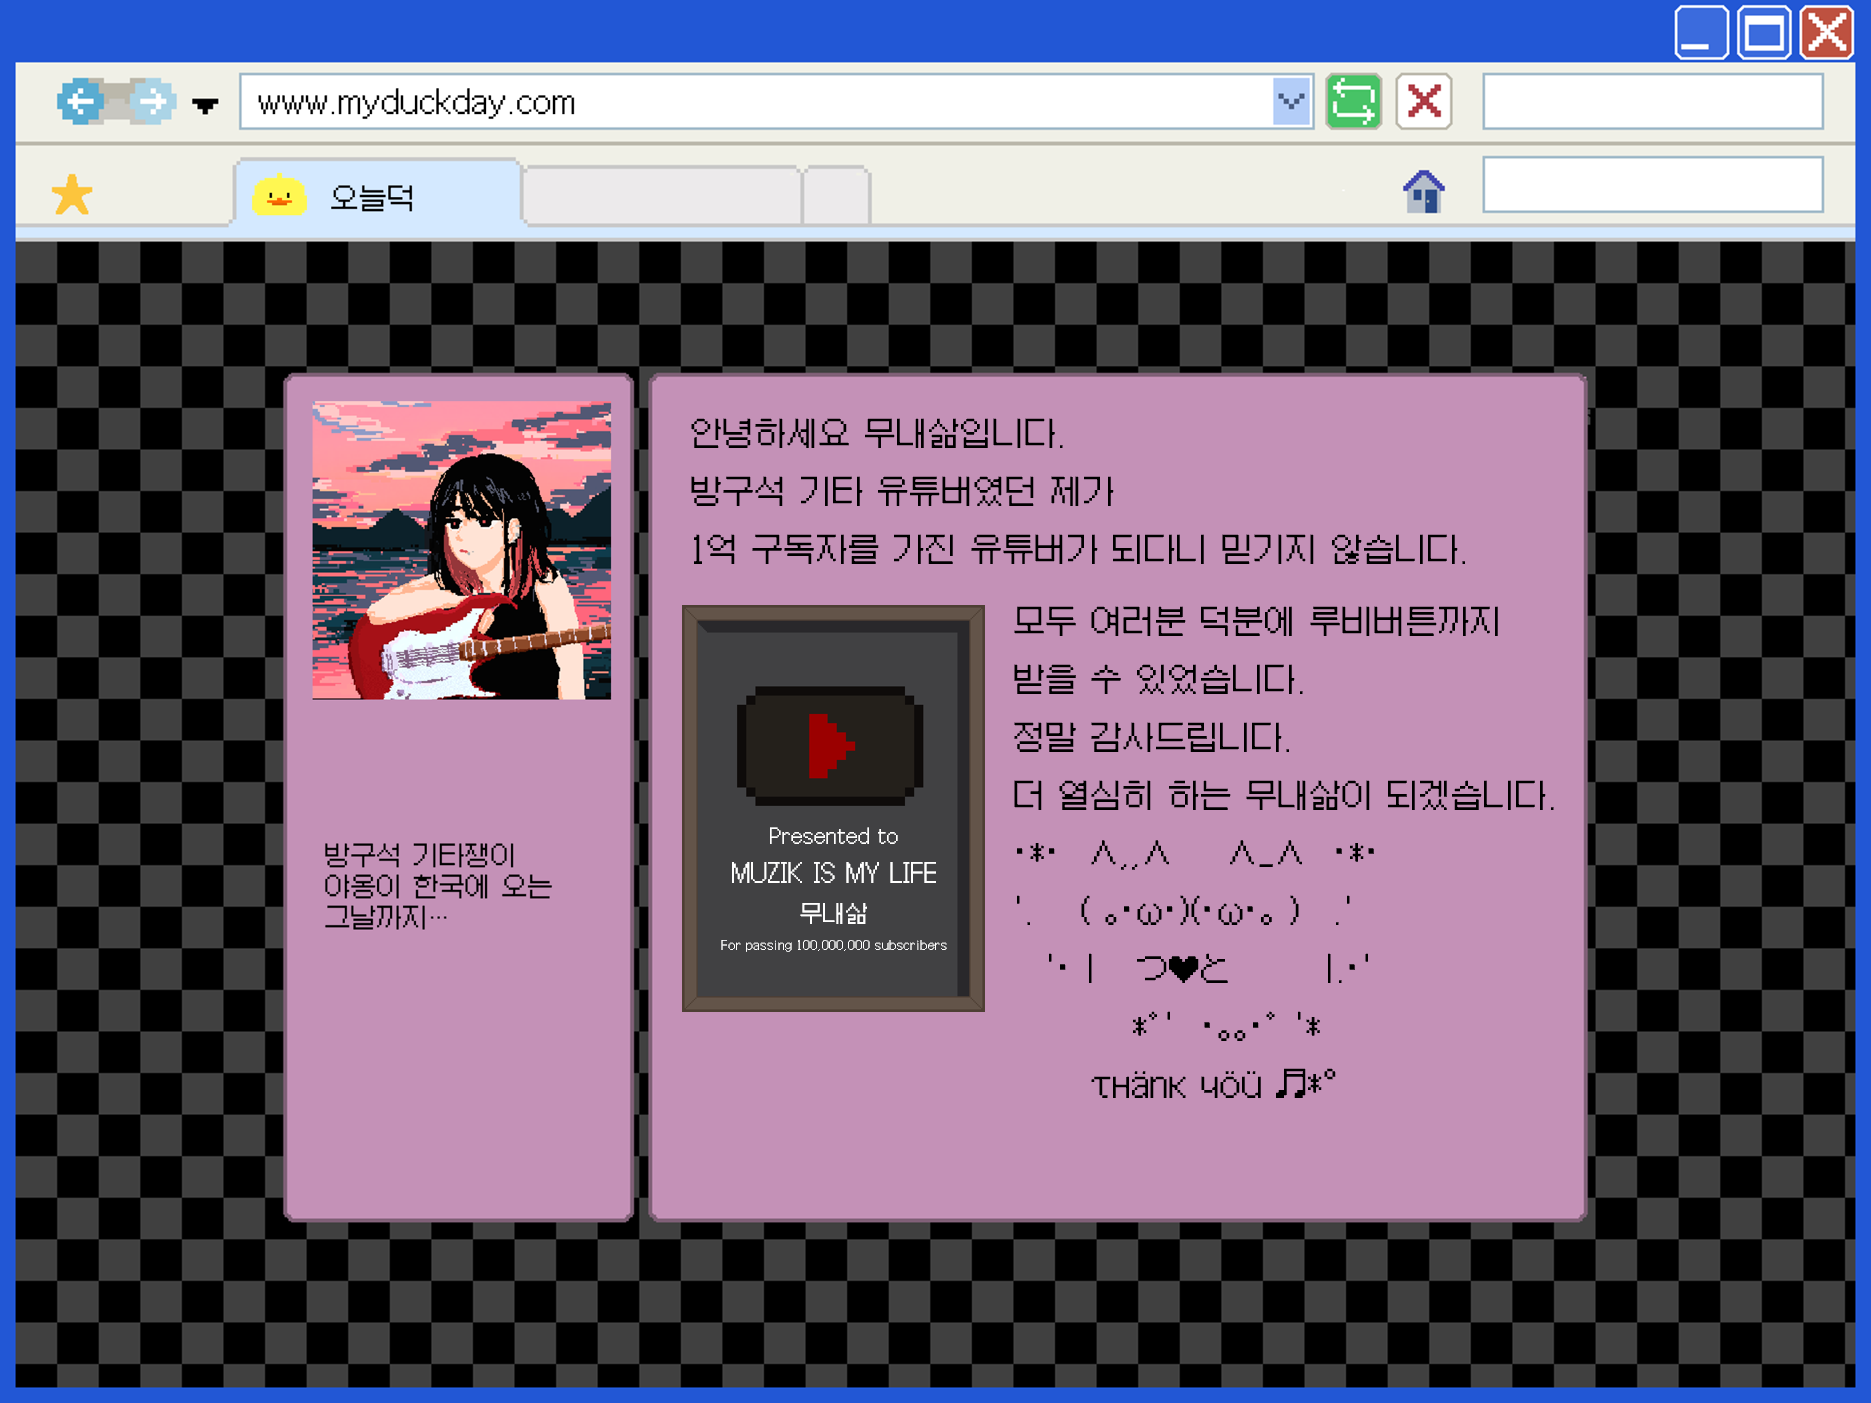 www.myduckday.com
오늘덕
방구석 기타쟁이
야옹이 한국에 오는
그날까지…
안녕하세요 무내삶입니다.
방구석 기타 유튜버였던 제가
1억 구독자를 가진 유튜버가 되다니 믿기지 않습니다.
모두 여러분 덕분에 루비버튼까지
받을 수 있었습니다.
정말 감사드립니다.
더 열심히 하는 무내삶이 되겠습니다.
･*･ ᐱ,,ᐱ ᐱ_ᐱ ･*･
'. ( ｡･ω･)(･ω･｡ ) .'
'･ | つ♥と |.･'
*ﾟ' ･｡｡･ﾟ '*
τнänκ чöü ♬*°
Presented to
MUZIK IS MY LIFE
무내삶
For passing 100,000,000 subscribers